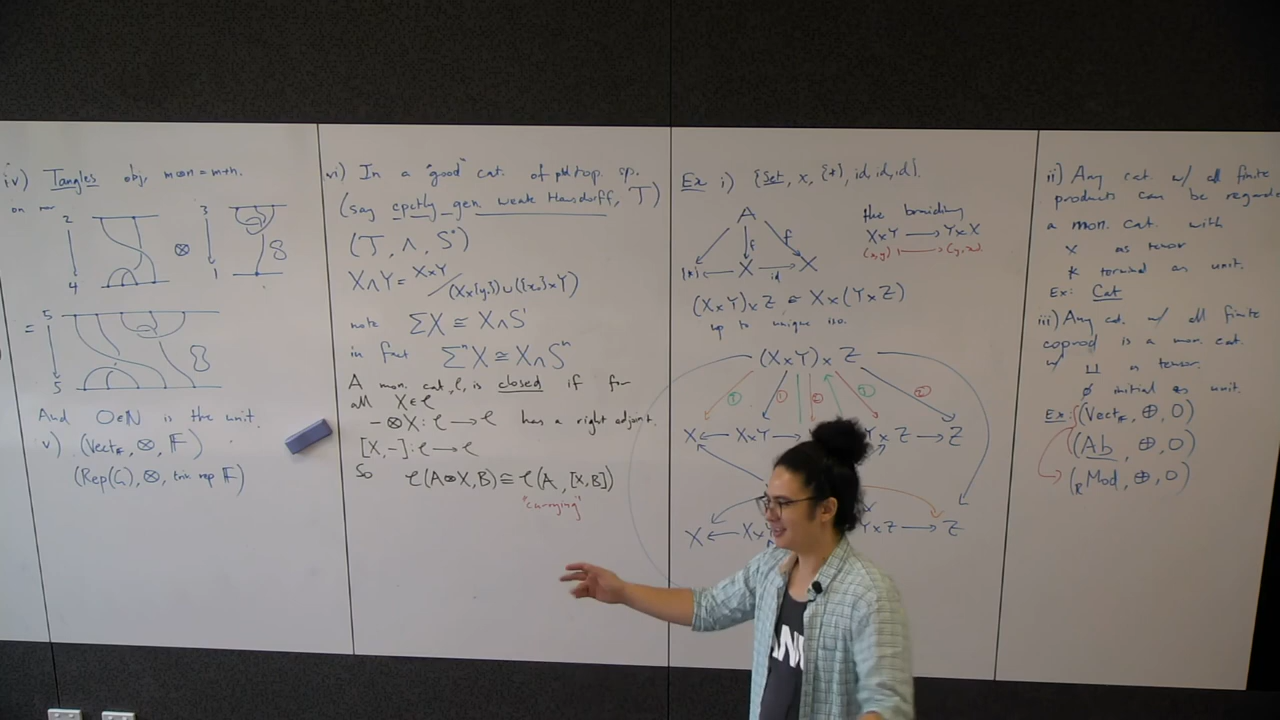 iv) Tangles obj, m⊗n = m+n.
on mor
2
4
⊗
3
1
=
5
5
And 0∈ℕ is the unit.
v) (Vect_F, ⊗, F)
(Rep(G), ⊗, triv rep F)
vi) In a "good" cat. of ptd top. sp.
(say cpctly gen. weak Hausdorff, T)
(T, ∧, S⁰)
X∧Y = X×Y/(X×{y₀})∪({x₀}×Y)
note ΣX ≅ X∧S¹
in fact ΣⁿX ≅ X∧Sⁿ
A mon. cat, ℓ, is closed if for
all X∈ℓ
-⊗X: ℓ → ℓ has a right adjoint.
[X,-]: ℓ → ℓ
So ℓ(A⊗X,B) ≅ ℓ(A,[X,B])
"currying"
Ex i) {Set, ×, {*}, id, id, id}.
A
f
f
{*} ← X id → X
the braiding
X×Y → Y×X
(x,y) ↦ (y,x)
(X×Y)×Z ≅ X×(Y×Z)
up to unique iso.
(X×Y)×Z
X ← X×Y → Y×Z → Z
X ← X×Y Y×Z → Z
ii) Any cat. w/ all finite
products can be regard
a mon. cat. with
× as tensor
* terminal as unit.
Ex: Cat
iii) Any cat. w/ all finite
coprod is a mon. cat.
w/ ⊔ as tensor.
∅ initial as unit.
Ex: (Vect_F, ⊕, 0)
(Ab, ⊕, 0)
(_R Mod, ⊕, 0)